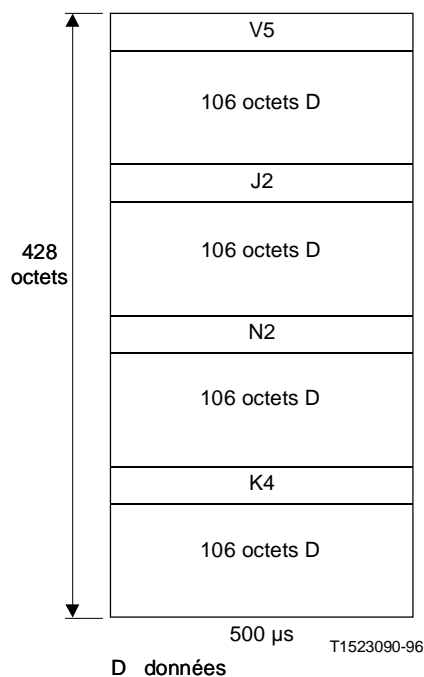 V5
106 octets D
J2
106 octets D
428
octets
N2
106 octets D
K4
106 octets D
500 µs
T1523090-96
D données